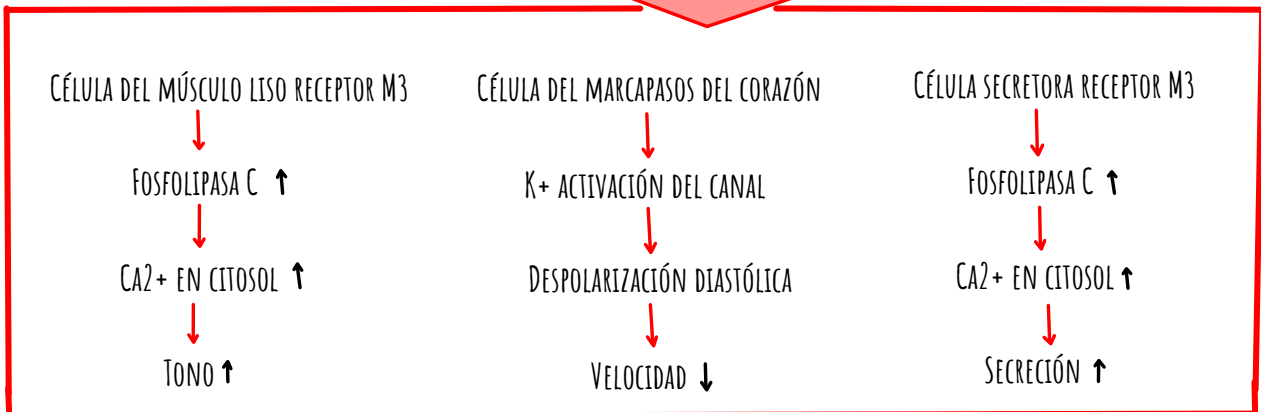 Célula del músculo liso receptor M3
Fosfolipasa C ↑
Ca2+ en citosol ↑
Tono ↑
Célula del marcapasos del corazón
K+ activación del canal
Despolarización diastólica
Velocidad ↓
Célula secretora receptor M3
Fosfolipasa C ↑
Ca2+ en citosol ↑
Secreción ↑